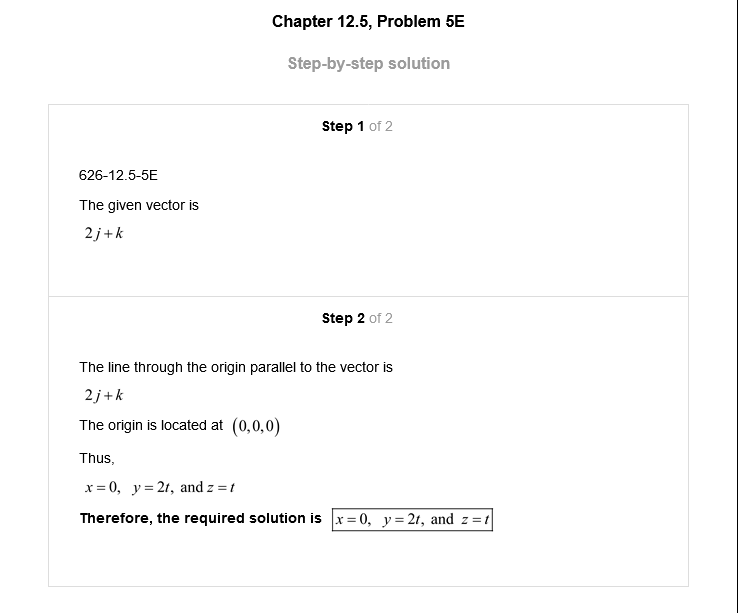 Chapter 12.5, Problem 5E
Step-by-step solution
Step 1 of 2
626-12.5-5E
The given vector is
2j+k
Step 2 of 2
The line through the origin parallel to the vector is
2j+k
The origin is located at (0,0,0)
Thus,
x=0, y=2t, and z=t
Therefore, the required solution is x=0, y=2t, and z=t